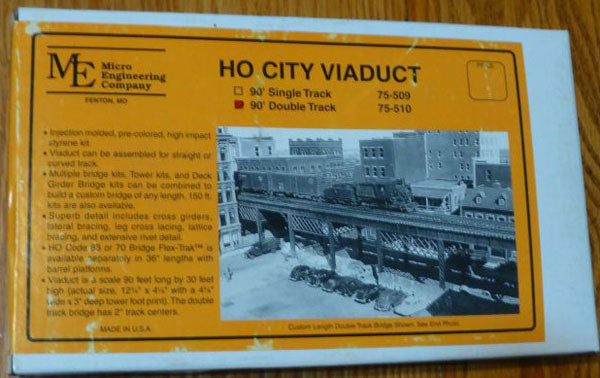 ME Micro
Engineering
Company
FENTON, MO
HO CITY VIADUCT
90' Single Track 75-509
90' Double Track 75-510
• Injection molded, pre-colored, high impact
styrene kit.
• Viaduct can be assembled for straight or
curved track.
• Multiple bridge kits, Tower kits, and Deck
Girder Bridge kits can be combined to
build a custom bridge of any length. 150 ft.
kits are also available.
• Superb detail includes cross girders,
lateral bracing, leg cross lacing, lattice
bracing, and extensive rivet detail.
• HO Code 83 or 70 Bridge Flex-Trak™ is
available separately in 36" lengths with
barrel platforms.
• Viaduct is a scale 90 feet long by 30 feet
high (actual size, 12¼" x 4¼" with a 4¼"
wide x 3" deep tower foot print). The double
track bridge has 2" track centers.
MADE IN U.S.A.
Custom Length Double Track Bridge Shown. See End Photo.